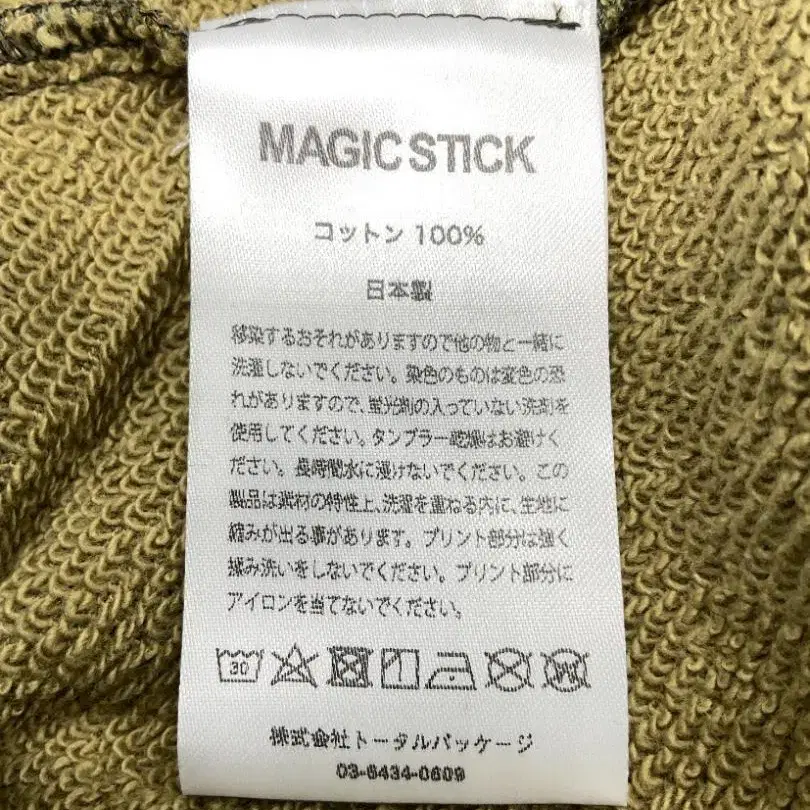 MAGIC STICK
コットン 100%
日本製
移染するおそれがありますので他の物と一緒に
洗濯しないでください。染色のものは変色の恐
れがありますので、蛍光剤の入っていない洗剤を
使用してください。タンブラー乾燥はお避けく
ださい。長時間水に浸けないでください。この
製品は素材の特性上、洗濯を重ねる内に、生地に
縮みが出る事があります。プリント部分は強く
揉み洗いをしないでください。プリント部分に
アイロンを当てないでください。
30
W
株式会社トータルパッケージ
03-6434-0609